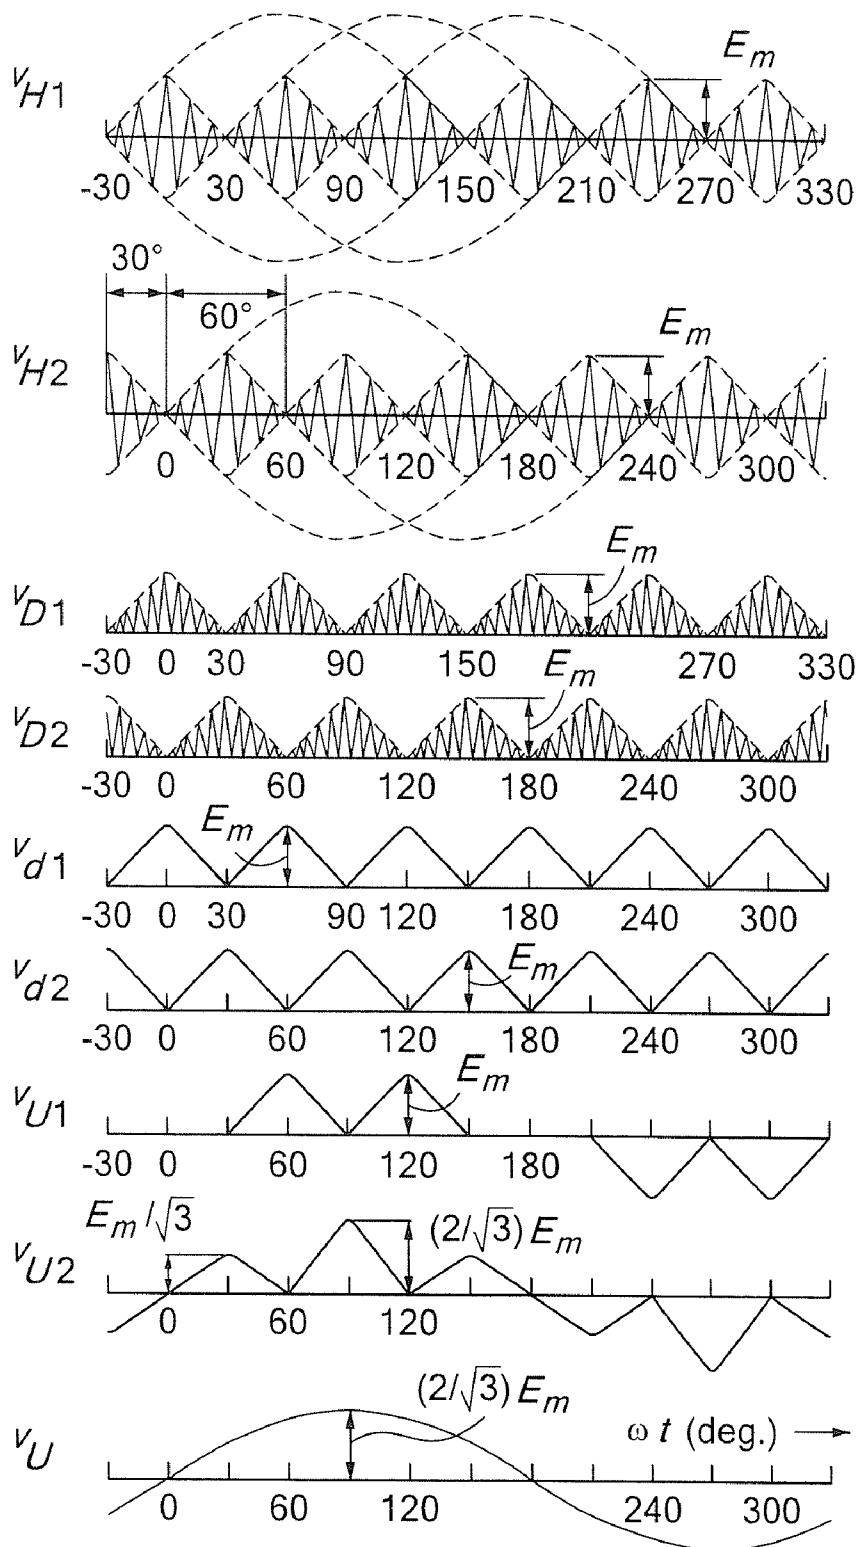 E_m
v_H1
-30 30 90 150 210 270 330
30°
60°
E_m
v_H2
0 60 120 180 240 300
E_m
v_D1
-30 0 30 90 150 270 330
E_m
v_D2
-30 0 60 120 180 240 300
E_m
v_d1
-30 0 30 90 120 180 240 300
E_m
v_d2
-30 0 60 120 180 240 300
E_m
v_U1
-30 0 60 120 180
E_m/√3
(2/√3)E_m
v_U2
0 60 120
(2/√3)E_m
ω t (deg.)
v_U
0 60 120 240 300